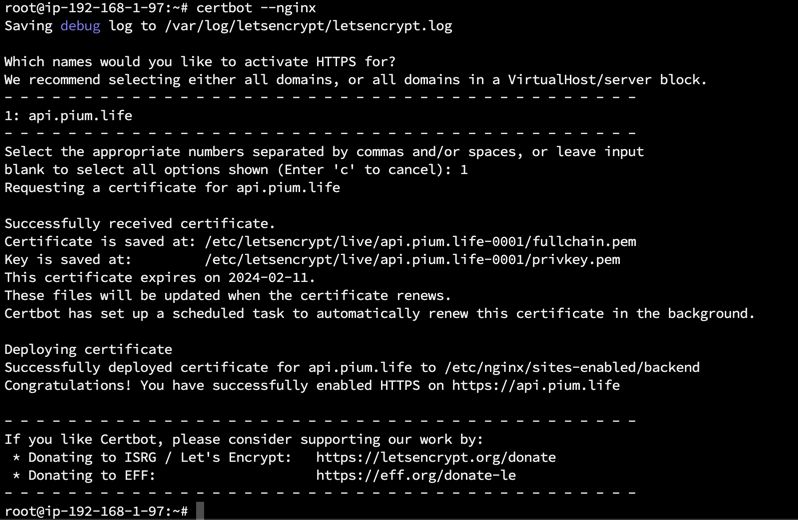 root@ip-192-168-1-97:~# certbot --nginx
Saving debug log to /var/log/letsencrypt/letsencrypt.log
Which names would you like to activate HTTPS for?
We recommend selecting either all domains, or all domains in a VirtualHost/server block.
- - - - - - - - - - - - - - - - - - - - - - - - - - - - - - - - - - - - - - - -
1: api.pium.life
- - - - - - - - - - - - - - - - - - - - - - - - - - - - - - - - - - - - - - - -
Select the appropriate numbers separated by commas and/or spaces, or leave input
blank to select all options shown (Enter 'c' to cancel): 1
Requesting a certificate for api.pium.life
Successfully received certificate.
Certificate is saved at: /etc/letsencrypt/live/api.pium.life-0001/fullchain.pem
Key is saved at:         /etc/letsencrypt/live/api.pium.life-0001/privkey.pem
This certificate expires on 2024-02-11.
These files will be updated when the certificate renews.
Certbot has set up a scheduled task to automatically renew this certificate in the background.
Deploying certificate
Successfully deployed certificate for api.pium.life to /etc/nginx/sites-enabled/backend
Congratulations! You have successfully enabled HTTPS on https://api.pium.life
- - - - - - - - - - - - - - - - - - - - - - - - - - - - - - - - - - - - - - - -
If you like Certbot, please consider supporting our work by:
 * Donating to ISRG / Let's Encrypt:   https://letsencrypt.org/donate
 * Donating to EFF:                    https://eff.org/donate-le
- - - - - - - - - - - - - - - - - - - - - - - - - - - - - - - - - - - - - - - -
root@ip-192-168-1-97:~#